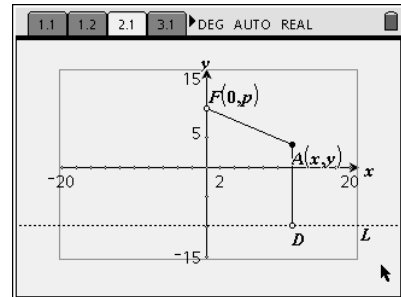 1.1 1.2 2.1 3.1 DEG AUTO REAL
y
15
F(0,p)
5
A(x,y)
x
-20 2 20
D L
-15